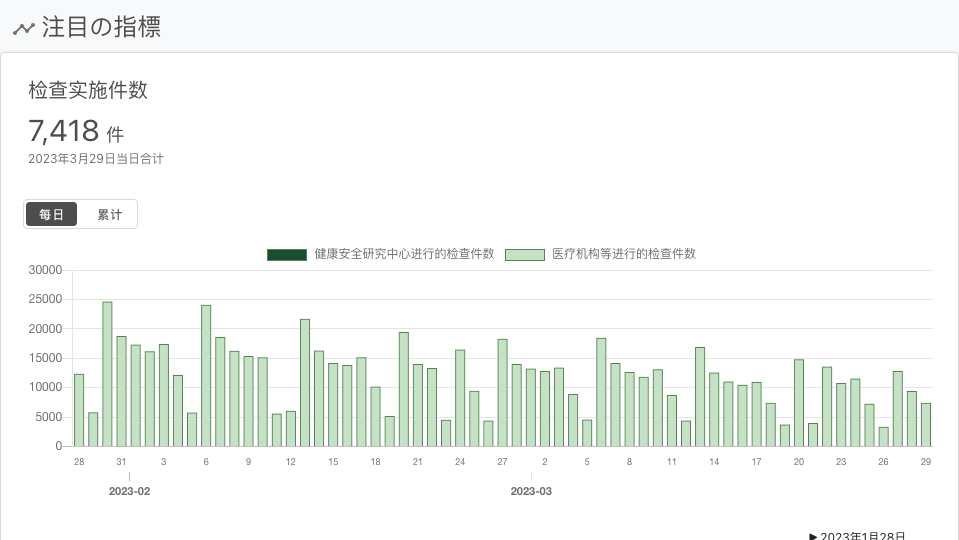 注目の指標
检查实施件数
7,418 件
2023年3月29日当日合计
每日 累计
健康安全研究中心进行的检查件数 医疗机构等进行的检查件数
30000
25000
20000
15000
10000
5000
0
28 31 3 6 9 12 15 18 21 24 27 2 5 8 11 14 17 20 23 26 29
2023-02 2023-03
▶ 2023年1月28日